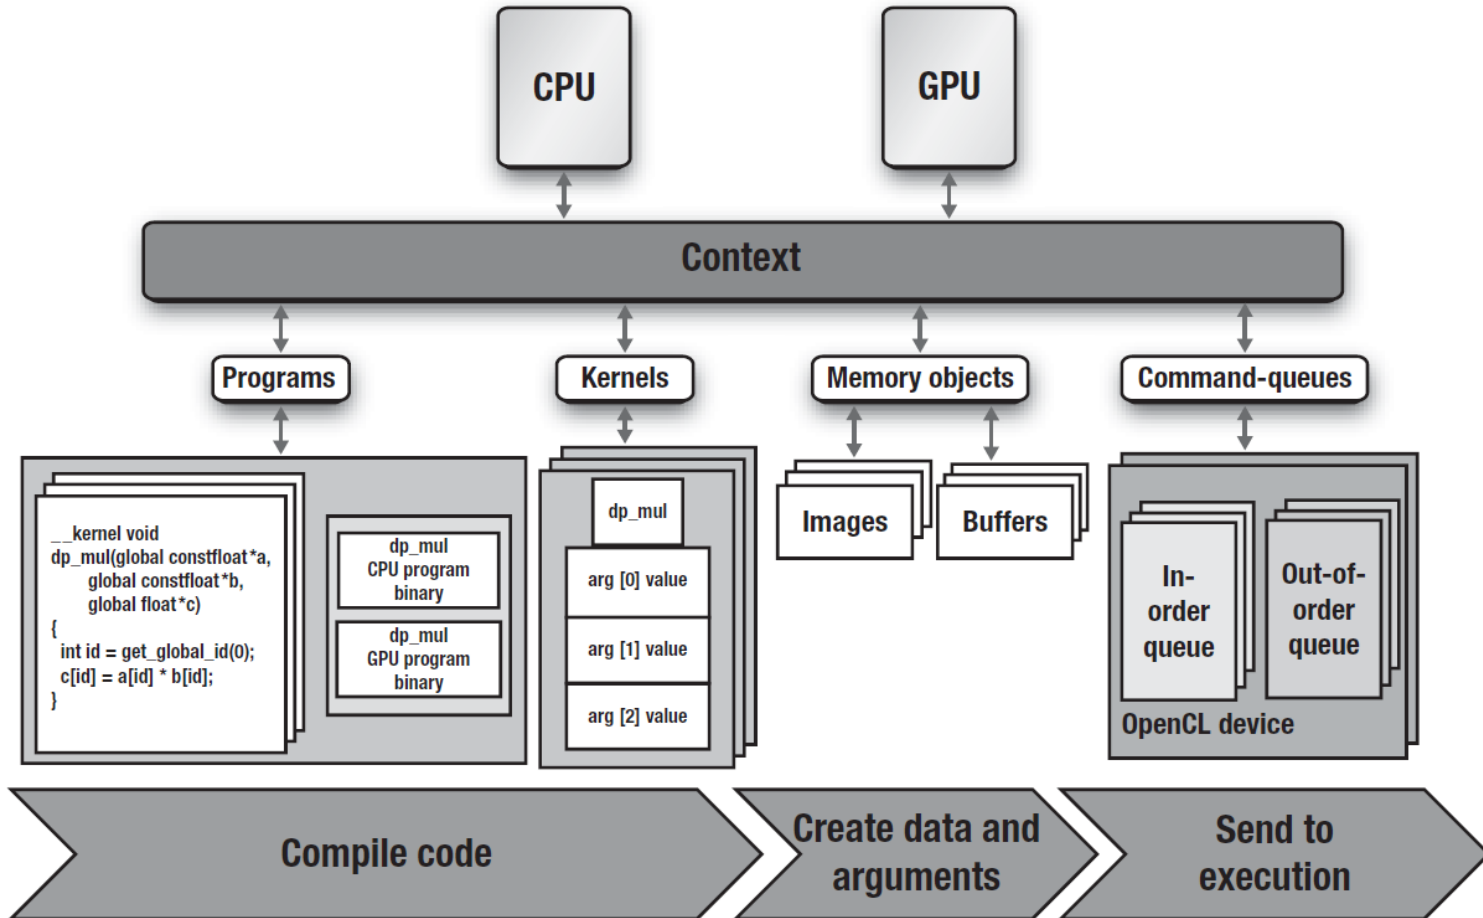 CPU
GPU
Context
Programs
Kernels
Memory objects
Command-queues
__kernel void
dp_mul(global constfloat*a,
global constfloat*b,
global float*c)
{
int id = get_global_id(0);
c[id] = a[id] * b[id];
}
dp_mul
CPU program
binary
dp_mul
GPU program
binary
dp_mul
arg [0] value
arg [1] value
arg [2] value
Images
Buffers
In-
order
queue
Out-of-
order
queue
OpenCL device
Compile code
Create data and
arguments
Send to
execution